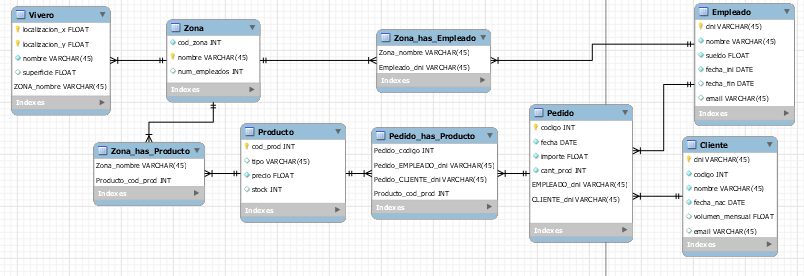 Vivero
localizacion_x FLOAT
localizacion_y FLOAT
nombre VARCHAR(45)
superficie FLOAT
ZONA_nombre VARCHAR(45)
Indexes
Zona
cod_zona INT
nombre VARCHAR(45)
num_empleados INT
Indexes
Zona_has_Empleado
Zona_nombre VARCHAR(45)
Empleado_dni VARCHAR(45)
Indexes
Empleado
dni VARCHAR(45)
nombre VARCHAR(45)
sueldo FLOAT
fecha_ini DATE
fecha_fin DATE
email VARCHAR(45)
Indexes
Zona_has_Producto
Zona_nombre VARCHAR(45)
Producto_cod_prod INT
Indexes
Producto
cod_prod INT
tipo VARCHAR(45)
precio FLOAT
stock INT
Indexes
Pedido_has_Producto
Pedido_codigo INT
Pedido_EMPLEADO_dni VARCHAR(45)
Pedido_CLIENTE_dni VARCHAR(45)
Producto_cod_prod INT
Indexes
Pedido
codigo INT
fecha DATE
importe FLOAT
cant_prod INT
EMPLEADO_dni VARCHAR(45)
CLIENTE_dni VARCHAR(45)
Indexes
Cliente
dni VARCHAR(45)
codigo INT
nombre VARCHAR(45)
fecha_nac DATE
volumen_mensual FLOAT
email VARCHAR(45)
Indexes